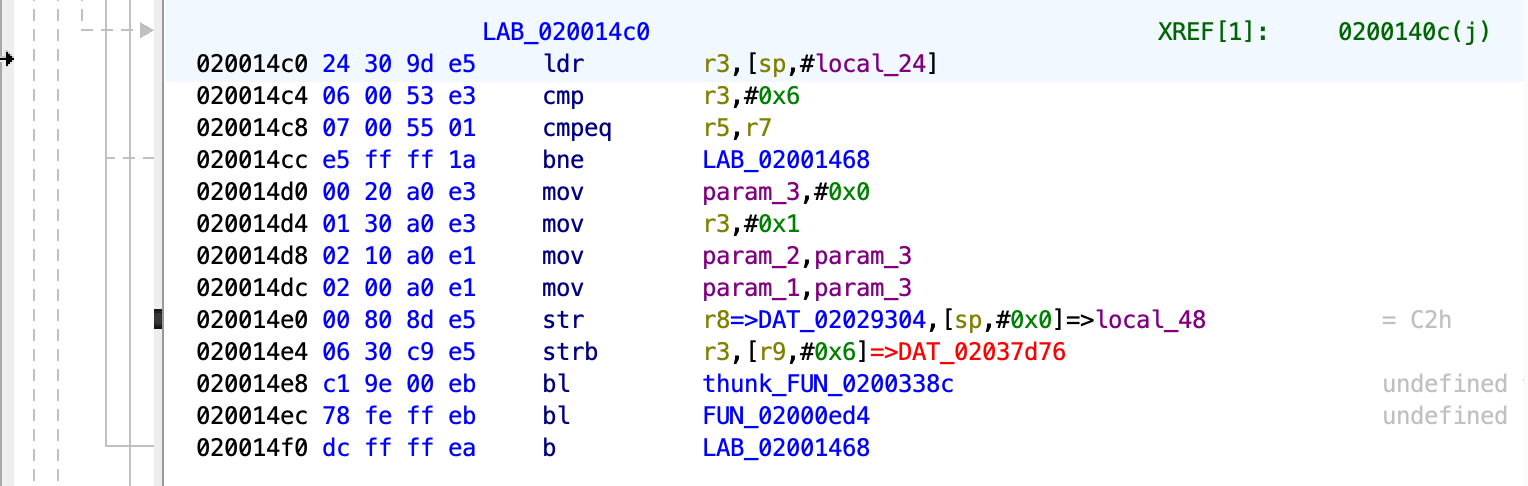 LAB_020014c0 XREF[1]: 0200140c(j)
020014c0 24 30 9d e5 ldr r3,[sp,#local_24]
020014c4 06 00 53 e3 cmp r3,#0x6
020014c8 07 00 55 01 cmpeq r5,r7
020014cc e5 ff ff 1a bne LAB_02001468
020014d0 00 20 a0 e3 mov param_3,#0x0
020014d4 01 30 a0 e3 mov r3,#0x1
020014d8 02 10 a0 e1 mov param_2,param_3
020014dc 02 00 a0 e1 mov param_1,param_3
020014e0 00 80 8d e5 str r8=>DAT_02029304,[sp,#0x0]=>local_48 = C2h
020014e4 06 30 c9 e5 strb r3,[r9,#0x6]=>DAT_02037d76
020014e8 c1 9e 00 eb bl thunk_FUN_0200338c undefined
020014ec 78 fe ff eb bl FUN_02000ed4 undefined
020014f0 dc ff ff ea b LAB_02001468